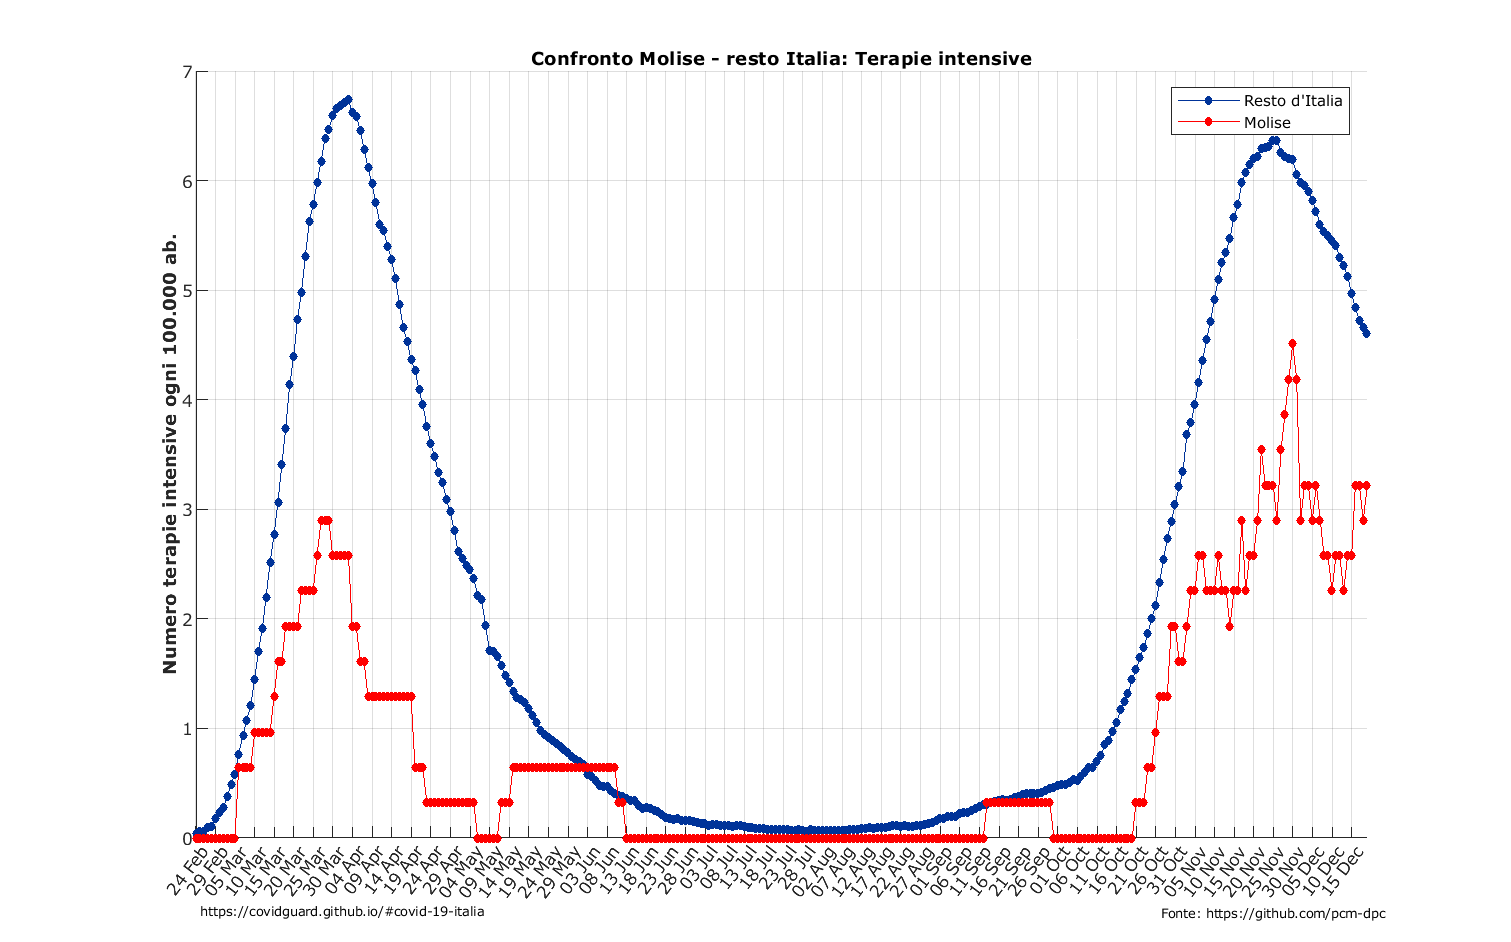 Confronto Molise - resto Italia: Terapie intensive
Resto d'Italia
Molise
Numero terapie intensive ogni 100.000 ab.
7
6
5
4
3
2
1
0
24 Feb
29 Feb
05 Mar
10 Mar
15 Mar
20 Mar
25 Mar
30 Mar
04 Apr
09 Apr
14 Apr
19 Apr
24 Apr
29 Apr
04 May
09 May
14 May
19 May
24 May
29 May
03 Jun
08 Jun
13 Jun
18 Jun
23 Jun
28 Jun
03 Jul
08 Jul
13 Jul
18 Jul
23 Jul
28 Jul
02 Aug
07 Aug
12 Aug
17 Aug
22 Aug
27 Aug
01 Sep
06 Sep
11 Sep
16 Sep
21 Sep
26 Sep
01 Oct
06 Oct
11 Oct
16 Oct
21 Oct
26 Oct
31 Oct
05 Nov
10 Nov
15 Nov
20 Nov
25 Nov
30 Nov
05 Dec
10 Dec
15 Dec
https://covidguard.github.io/#covid-19-italia
Fonte: https://github.com/pcm-dpc